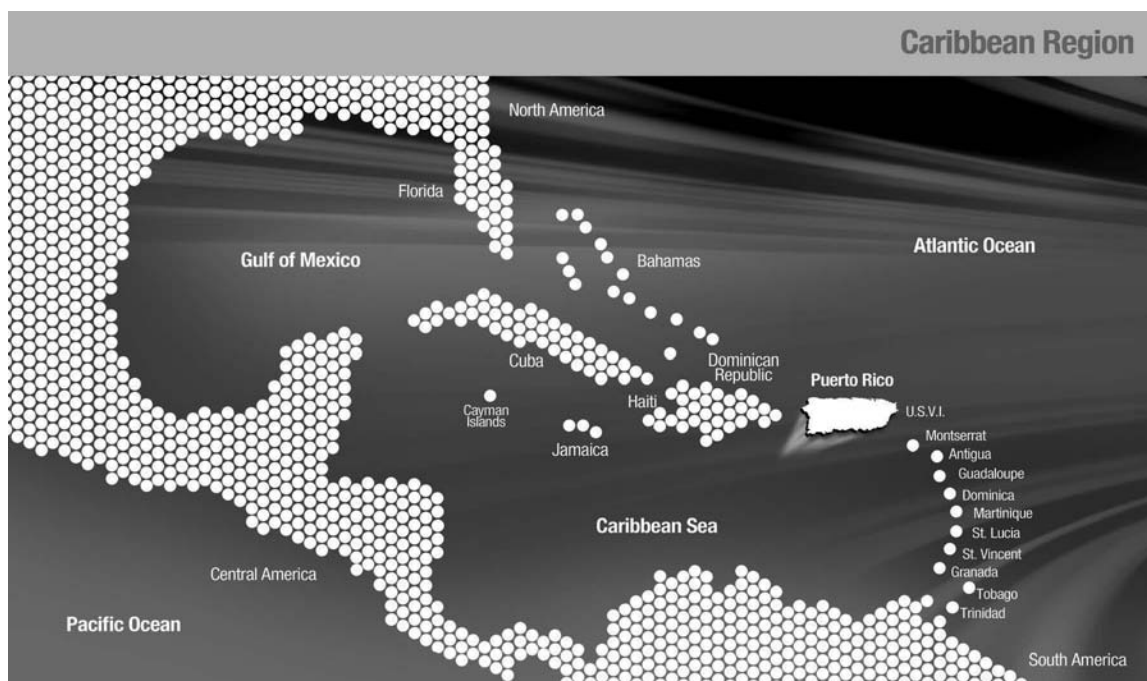 Caribbean Region
North America
Florida
Atlantic Ocean
Gulf of Mexico
Bahamas
Cuba
Dominican
Republic
Puerto Rico
Haiti
Cayman
Islands
U.S.V.I.
Jamaica
Montserrat
Antigua
Guadaloupe
Dominica
Martinique
Caribbean Sea
St. Lucia
St. Vincent
Granada
Central America
Tobago
Trinidad
Pacific Ocean
South America